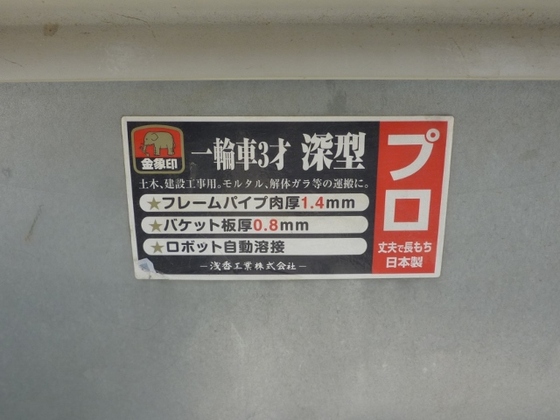 金象印
一輪車3才 深型
土木、建設工事用。モルタル、解体ガラ等の運搬に。
★フレームパイプ肉厚1.4mm
★バケット板厚0.8mm
★ロボット自動溶接
―浅香工業株式会社―
プロ
丈夫で長もち
日本製